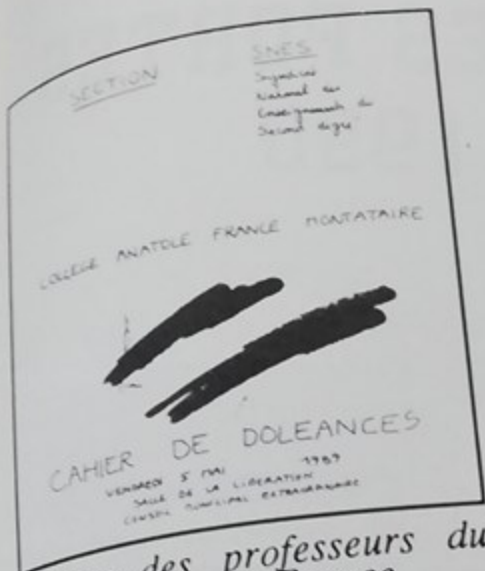 SECTION
SNES
Syndicat
National des
Enseignements du
Second degré
COLLEGE ANATOLE FRANCE MONTATAIRE
CAHIER DE DOLEANCES
VENDREDI 5 MAI 1989
SALLE DE LA LIBERATION
CONSEIL MUNICIPAL EXTRAORDINAIRE
des professeurs du